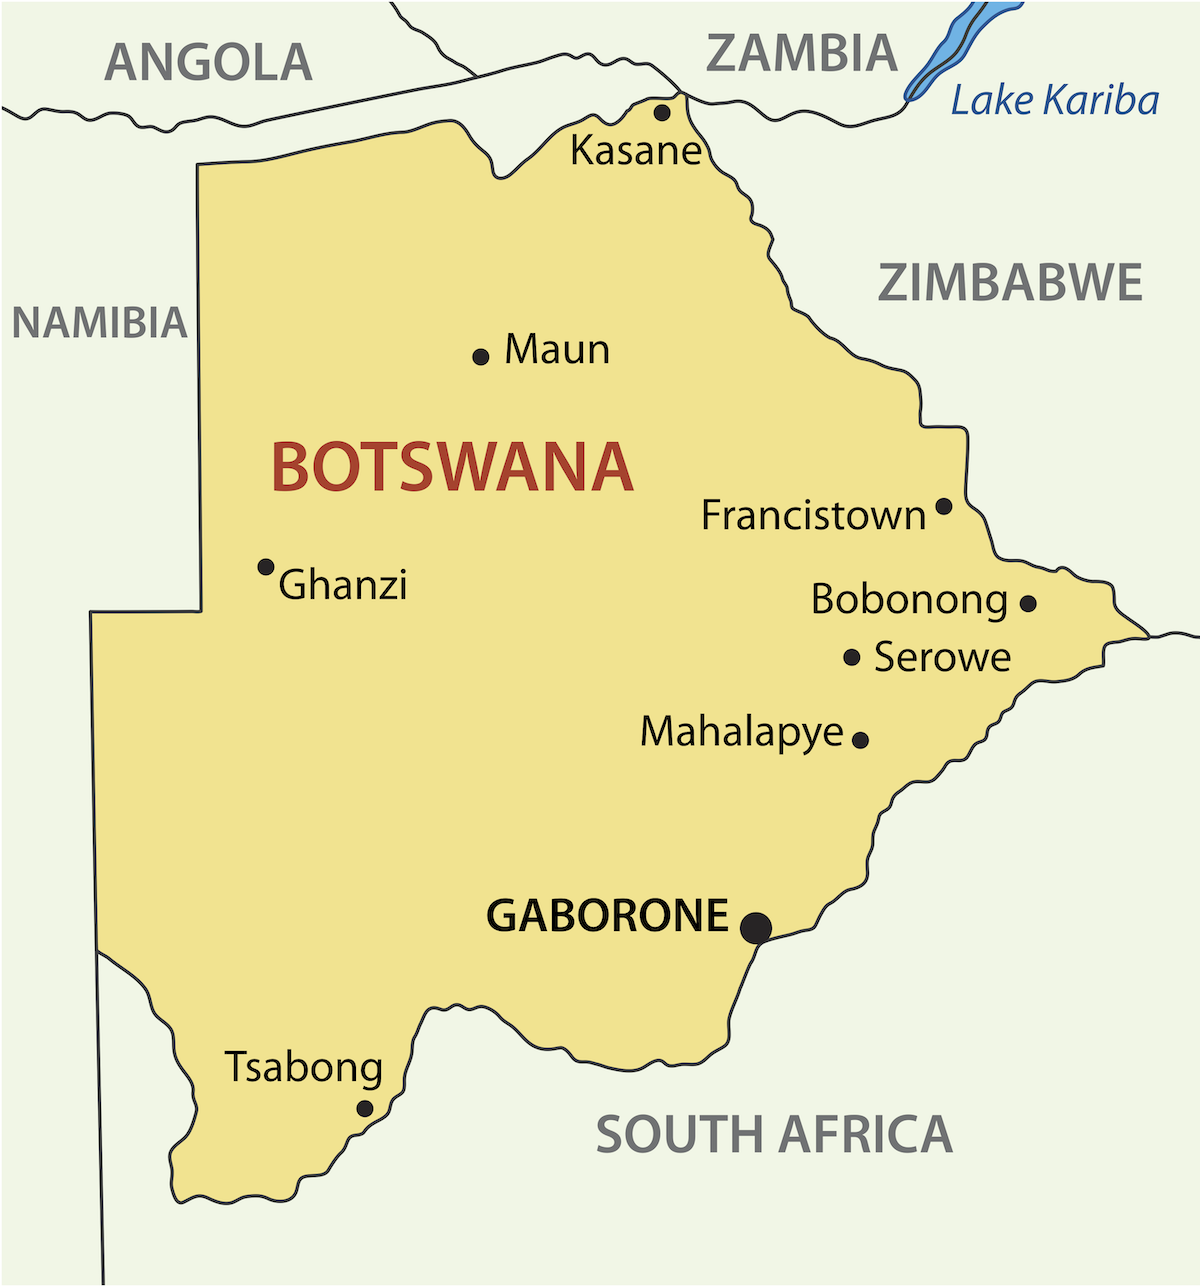 ANGOLA
ZAMBIA
Lake Kariba
Kasane
ZIMBABWE
NAMIBIA
Maun
BOTSWANA
Francistown
Ghanzi
Bobonong
Serowe
Mahalapye
GABORONE
Tsabong
SOUTH AFRICA